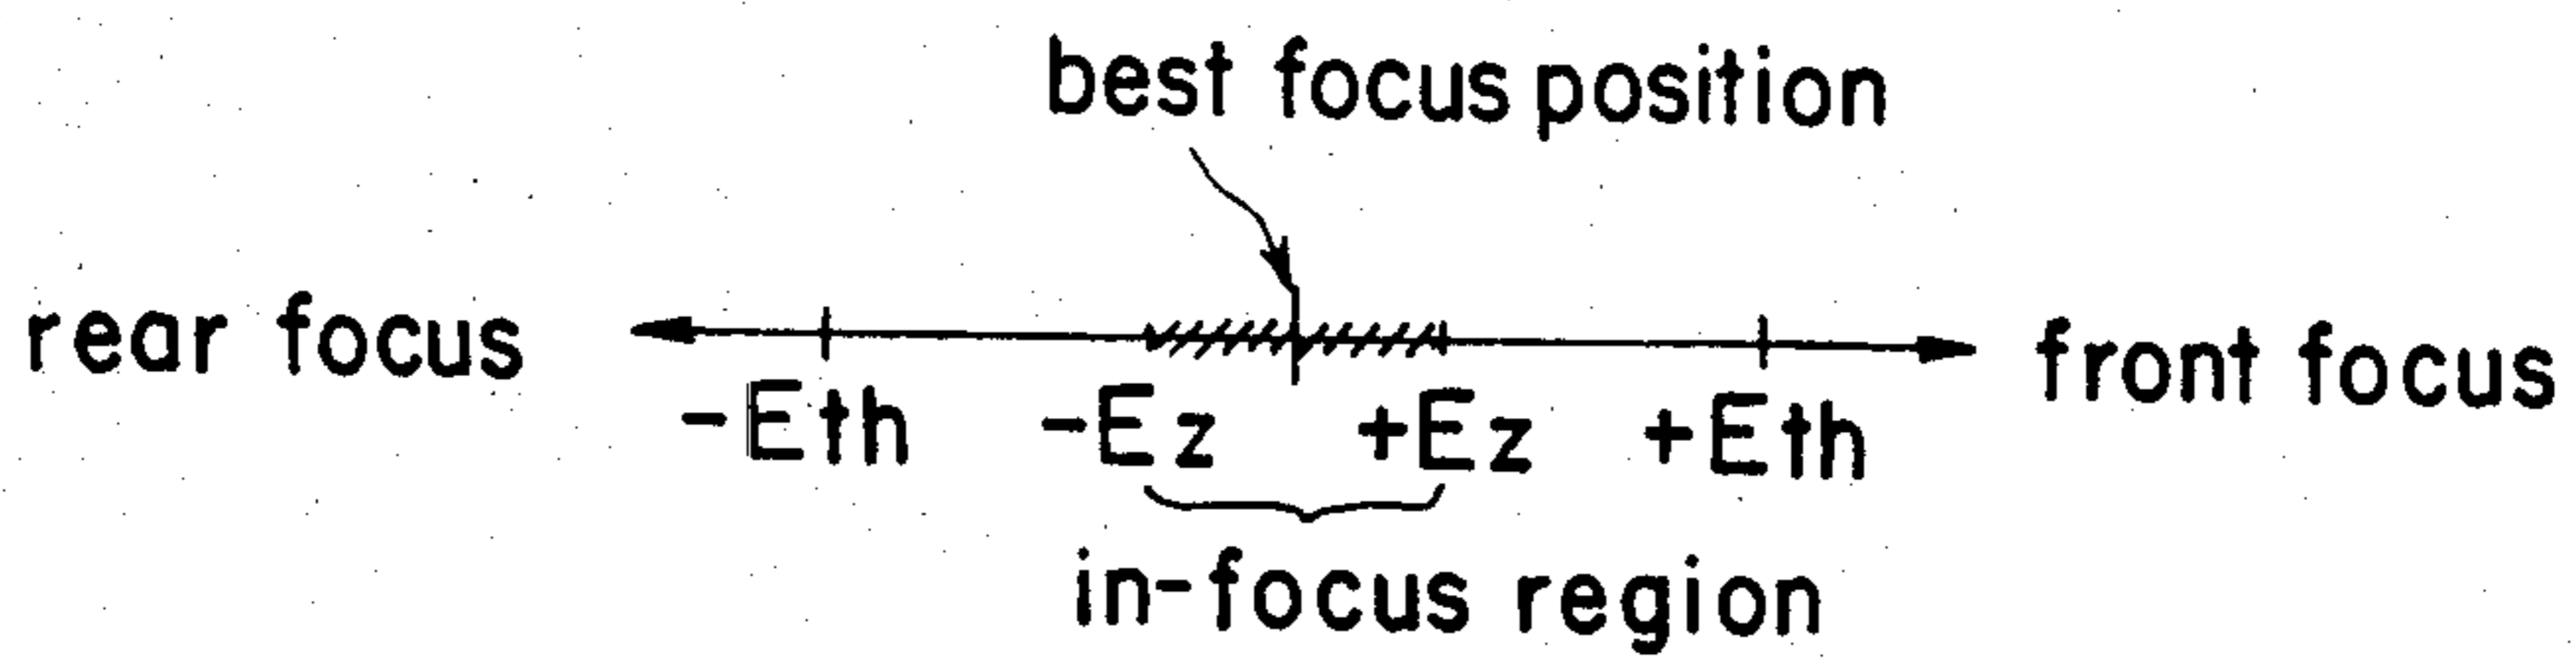 best focus position
rear focus
front focus
-Eth -Ez +Ez +Eth
in-focus region